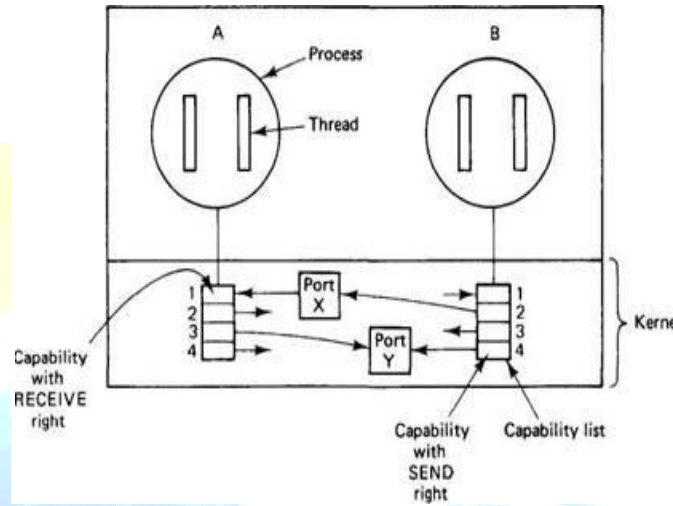 A
B
Process
Thread
1
2
3
4
Port
X
Port
Y
1
2
3
4
Kerne
Capability
with
RECEIVE
right
Capability
with
SEND
right
Capability list